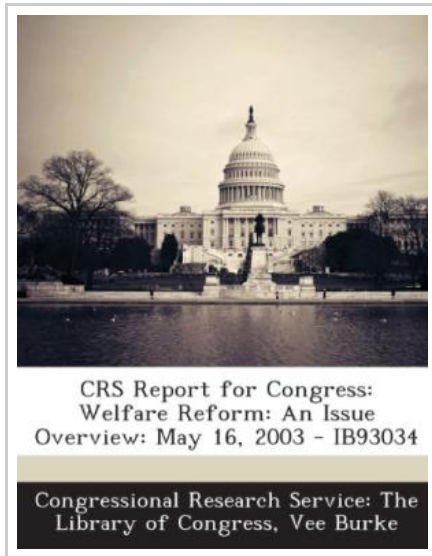 CRS Report for Congress:
Welfare Reform: An Issue
Overview: May 16, 2003 - IB93034
Congressional Research Service: The
Library of Congress, Vee Burke